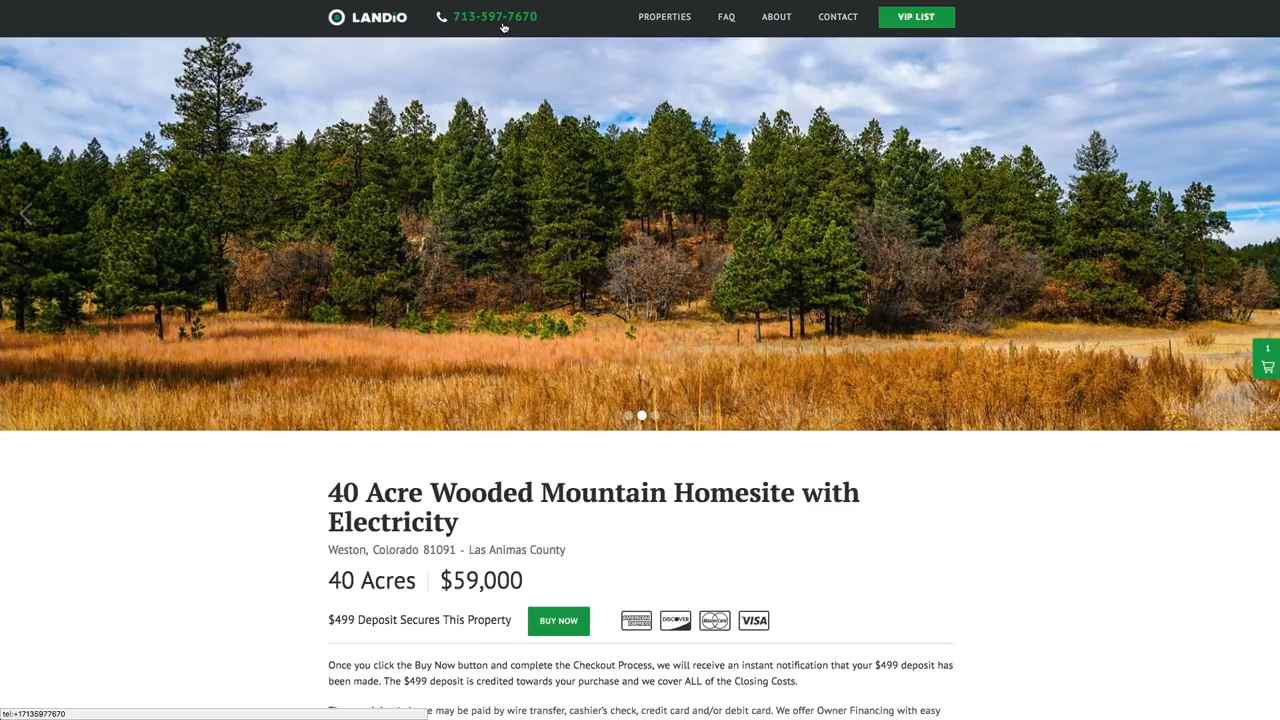 LANDiO
713-597-7670
PROPERTIES
FAQ
ABOUT
CONTACT
VIP LIST
1
40 Acre Wooded Mountain Homesite with
Electricity
Weston, Colorado 81091 - Las Animas County
40 Acres | $59,000
$499 Deposit Secures This Property
BUY NOW
AMERICAN EXPRESS
DISCOVER
MasterCard
VISA
Once you click the Buy Now button and complete the Checkout Process, we will receive an instant notification that your $499 deposit has
been made. The $499 deposit is credited towards your purchase and we cover ALL of the Closing Costs.
may be paid by wire transfer, cashier's check, credit card and/or debit card. We offer Owner Financing with easy
tel:+17135977670